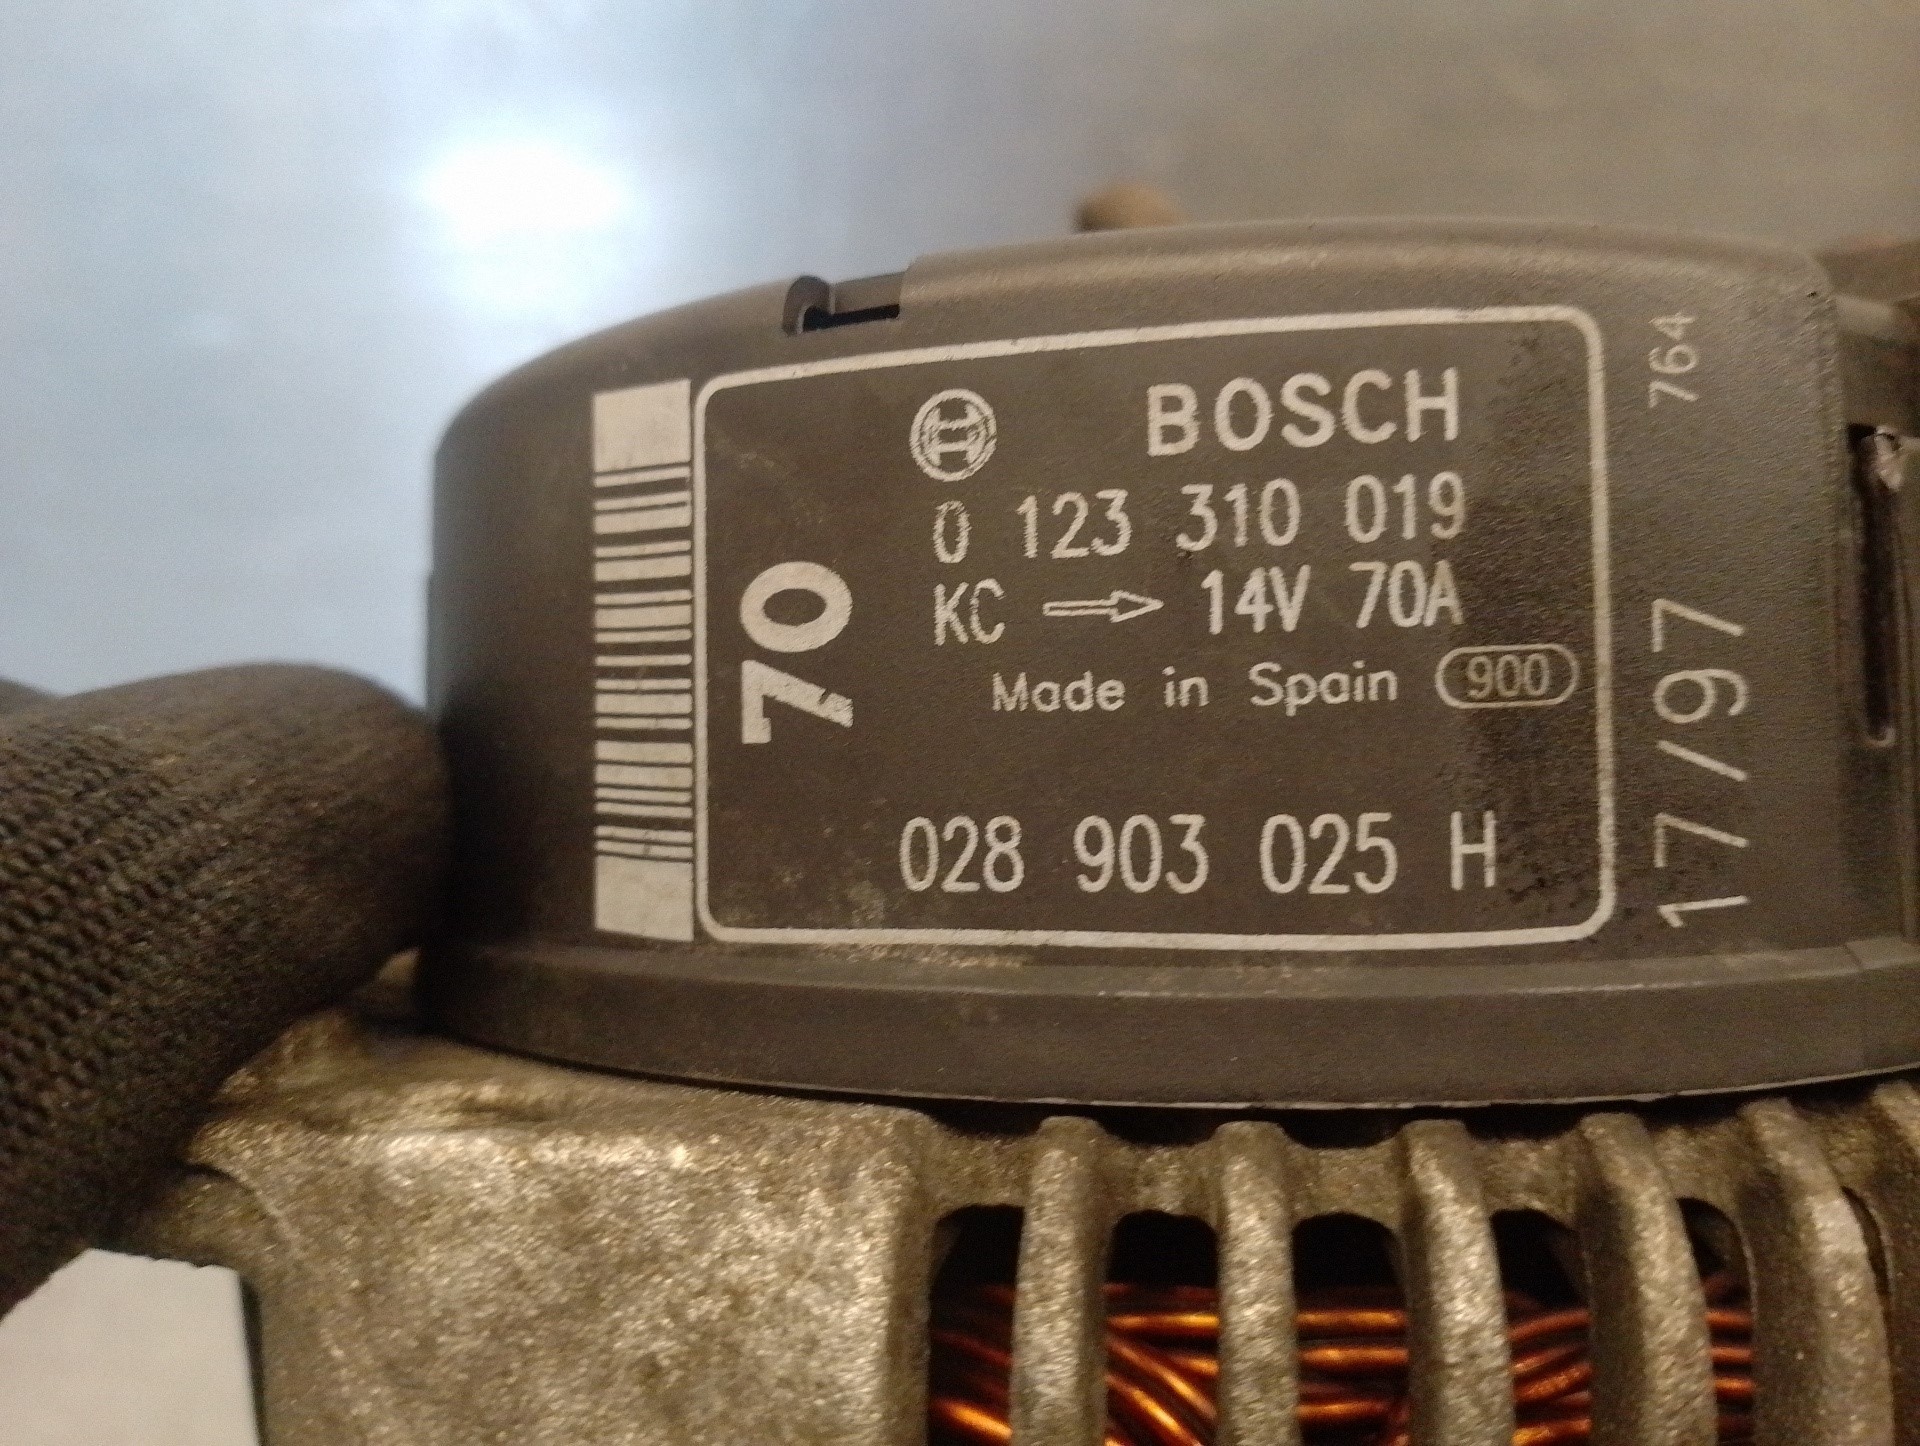 BOSCH
0 123 310 019
KC → 14V 70A
Made in Spain 900
70
028 903 025 H
764
17/97